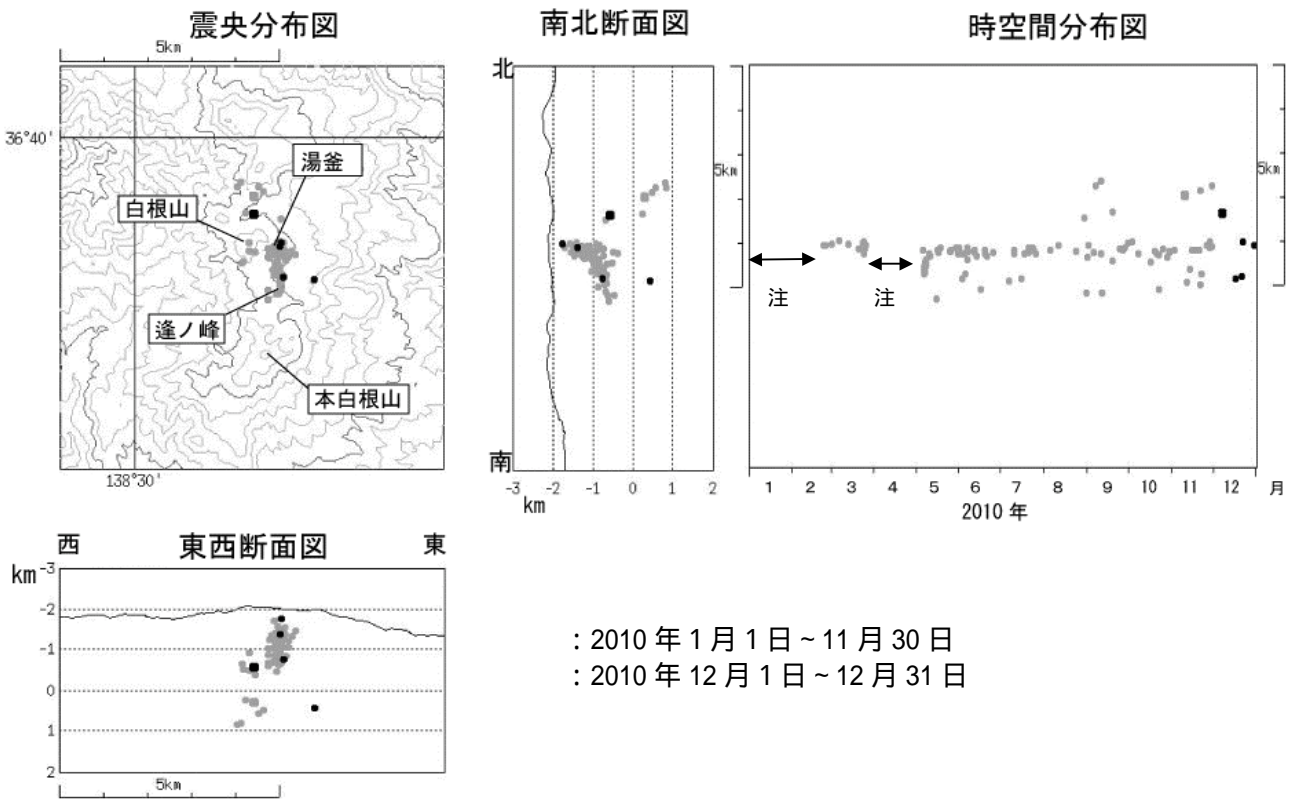 震央分布図
5km
36°40'
湯釜
白根山
逢ノ峰
本白根山
138°30'
南北断面図
北
南
5km
-3 -2 -1 0 1 2
km
時空間分布図
5km
注 注
1 2 3 4 5 6 7 8 9 10 11 12 月
2010 年
西 東西断面図 東
km
-3
-2
-1
0
1
2
5km
: 2010 年 1 月 1 日 ~ 11 月 30 日
: 2010 年 12 月 1 日 ~ 12 月 31 日